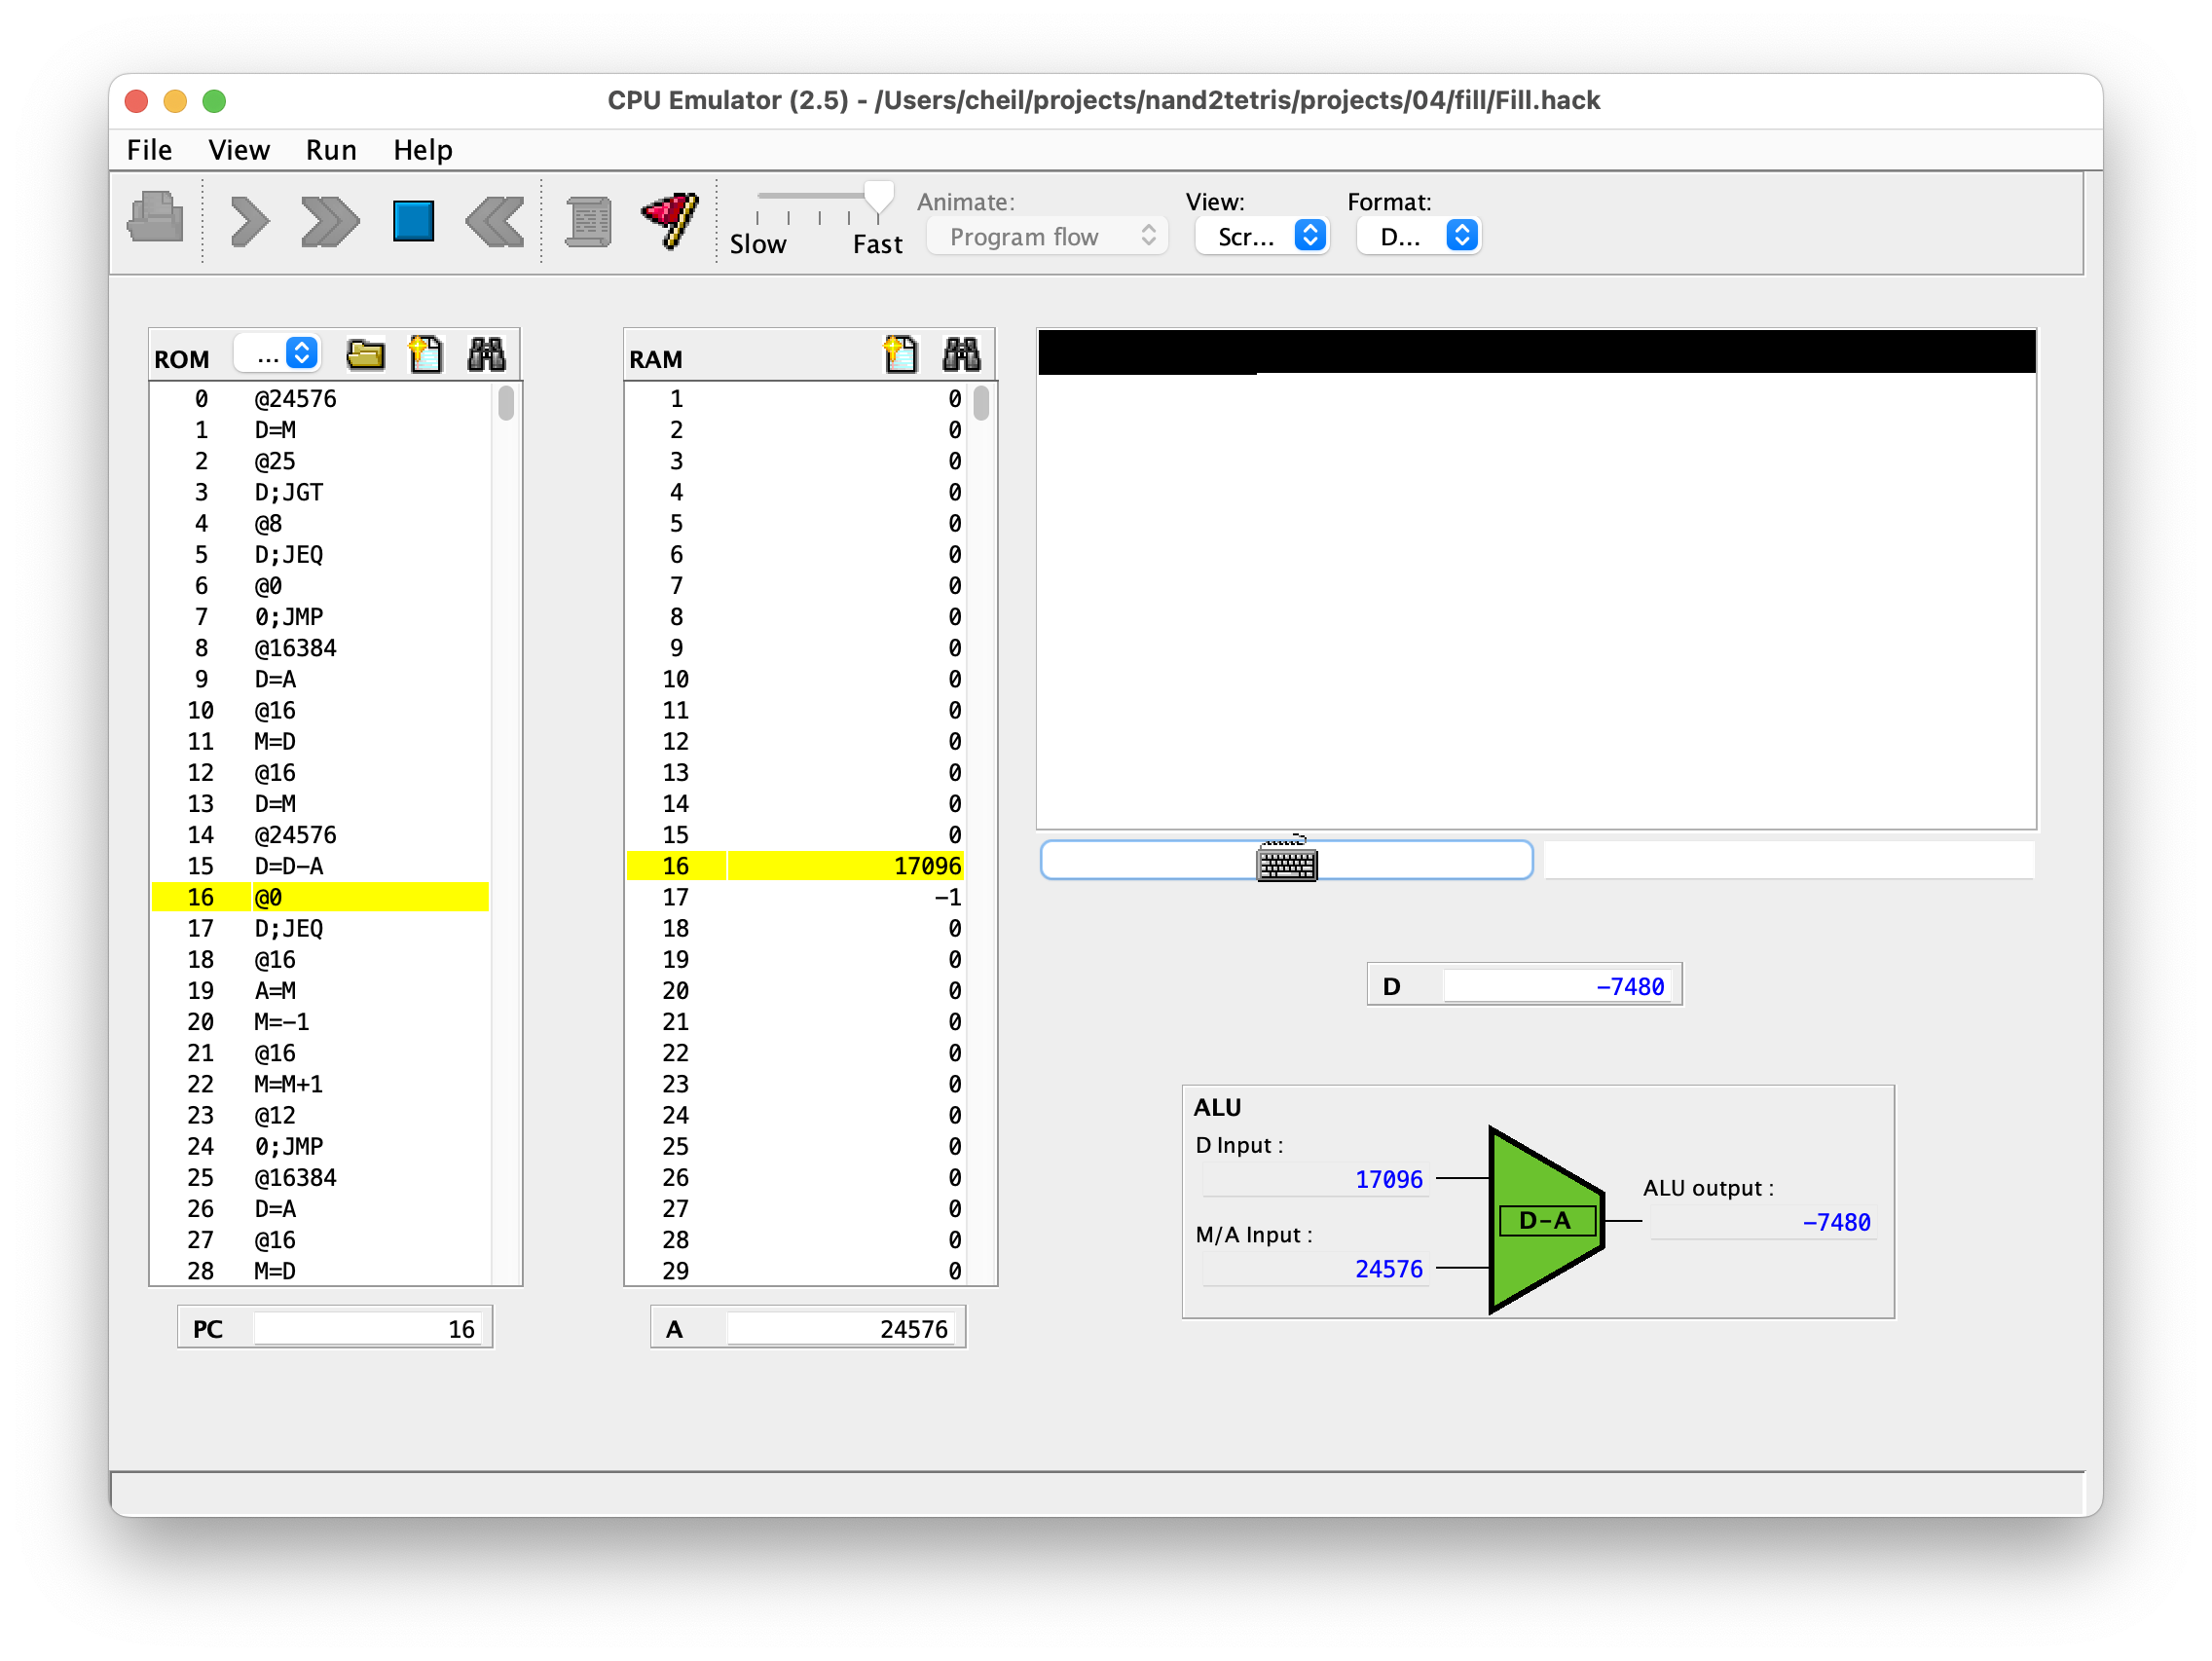 CPU Emulator (2.5) - /Users/cheil/projects/nand2tetris/projects/04/fill/Fill.hack
File View Run Help
Slow Fast
Animate:
Program flow
View:
Scr...
Format:
D...
ROM ...
0 @24576
1 D=M
2 @25
3 D;JGT
4 @8
5 D;JEQ
6 @0
7 0;JMP
8 @16384
9 D=A
10 @16
11 M=D
12 @16
13 D=M
14 @24576
15 D=D-A
16 @0
17 D;JEQ
18 @16
19 A=M
20 M=-1
21 @16
22 M=M+1
23 @12
24 0;JMP
25 @16384
26 D=A
27 @16
28 M=D
PC 16
RAM
1 0
2 0
3 0
4 0
5 0
6 0
7 0
8 0
9 0
10 0
11 0
12 0
13 0
14 0
15 0
16 17096
17 -1
18 0
19 0
20 0
21 0
22 0
23 0
24 0
25 0
26 0
27 0
28 0
29 0
A 24576
D -7480
ALU
D Input :
17096
M/A Input :
24576
D-A
ALU output :
-7480